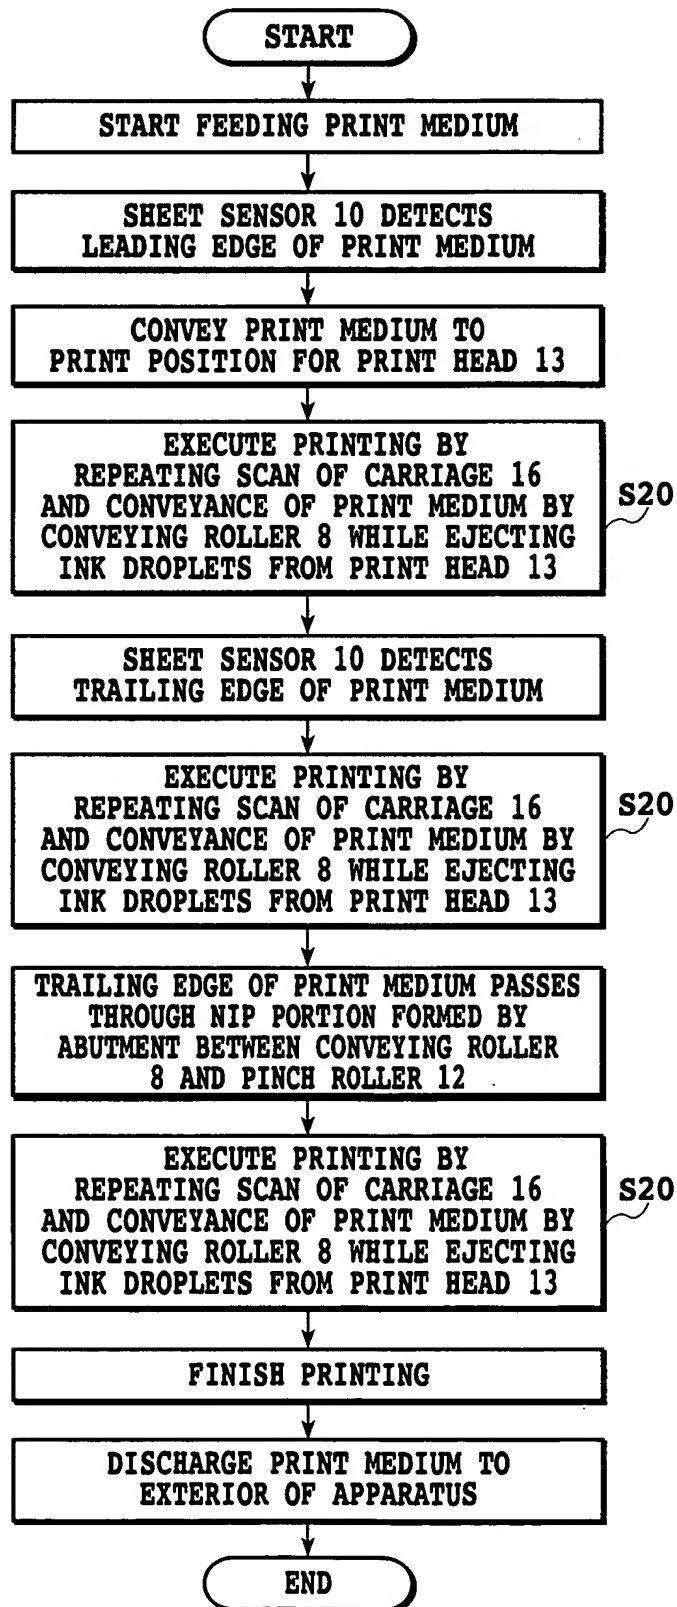 START
START FEEDING PRINT MEDIUM
SHEET SENSOR 10 DETECTS
LEADING EDGE OF PRINT MEDIUM
CONVEY PRINT MEDIUM TO
PRINT POSITION FOR PRINT HEAD 13
EXECUTE PRINTING BY
REPEATING SCAN OF CARRIAGE 16
AND CONVEYANCE OF PRINT MEDIUM BY
CONVEYING ROLLER 8 WHILE EJECTING
INK DROPLETS FROM PRINT HEAD 13
S20
SHEET SENSOR 10 DETECTS
TRAILING EDGE OF PRINT MEDIUM
EXECUTE PRINTING BY
REPEATING SCAN OF CARRIAGE 16
AND CONVEYANCE OF PRINT MEDIUM BY
CONVEYING ROLLER 8 WHILE EJECTING
INK DROPLETS FROM PRINT HEAD 13
S20
TRAILING EDGE OF PRINT MEDIUM PASSES
THROUGH NIP PORTION FORMED BY
ABUTMENT BETWEEN CONVEYING ROLLER
8 AND PINCH ROLLER 12
EXECUTE PRINTING BY
REPEATING SCAN OF CARRIAGE 16
AND CONVEYANCE OF PRINT MEDIUM BY
CONVEYING ROLLER 8 WHILE EJECTING
INK DROPLETS FROM PRINT HEAD 13
S20
FINISH PRINTING
DISCHARGE PRINT MEDIUM TO
EXTERIOR OF APPARATUS
END